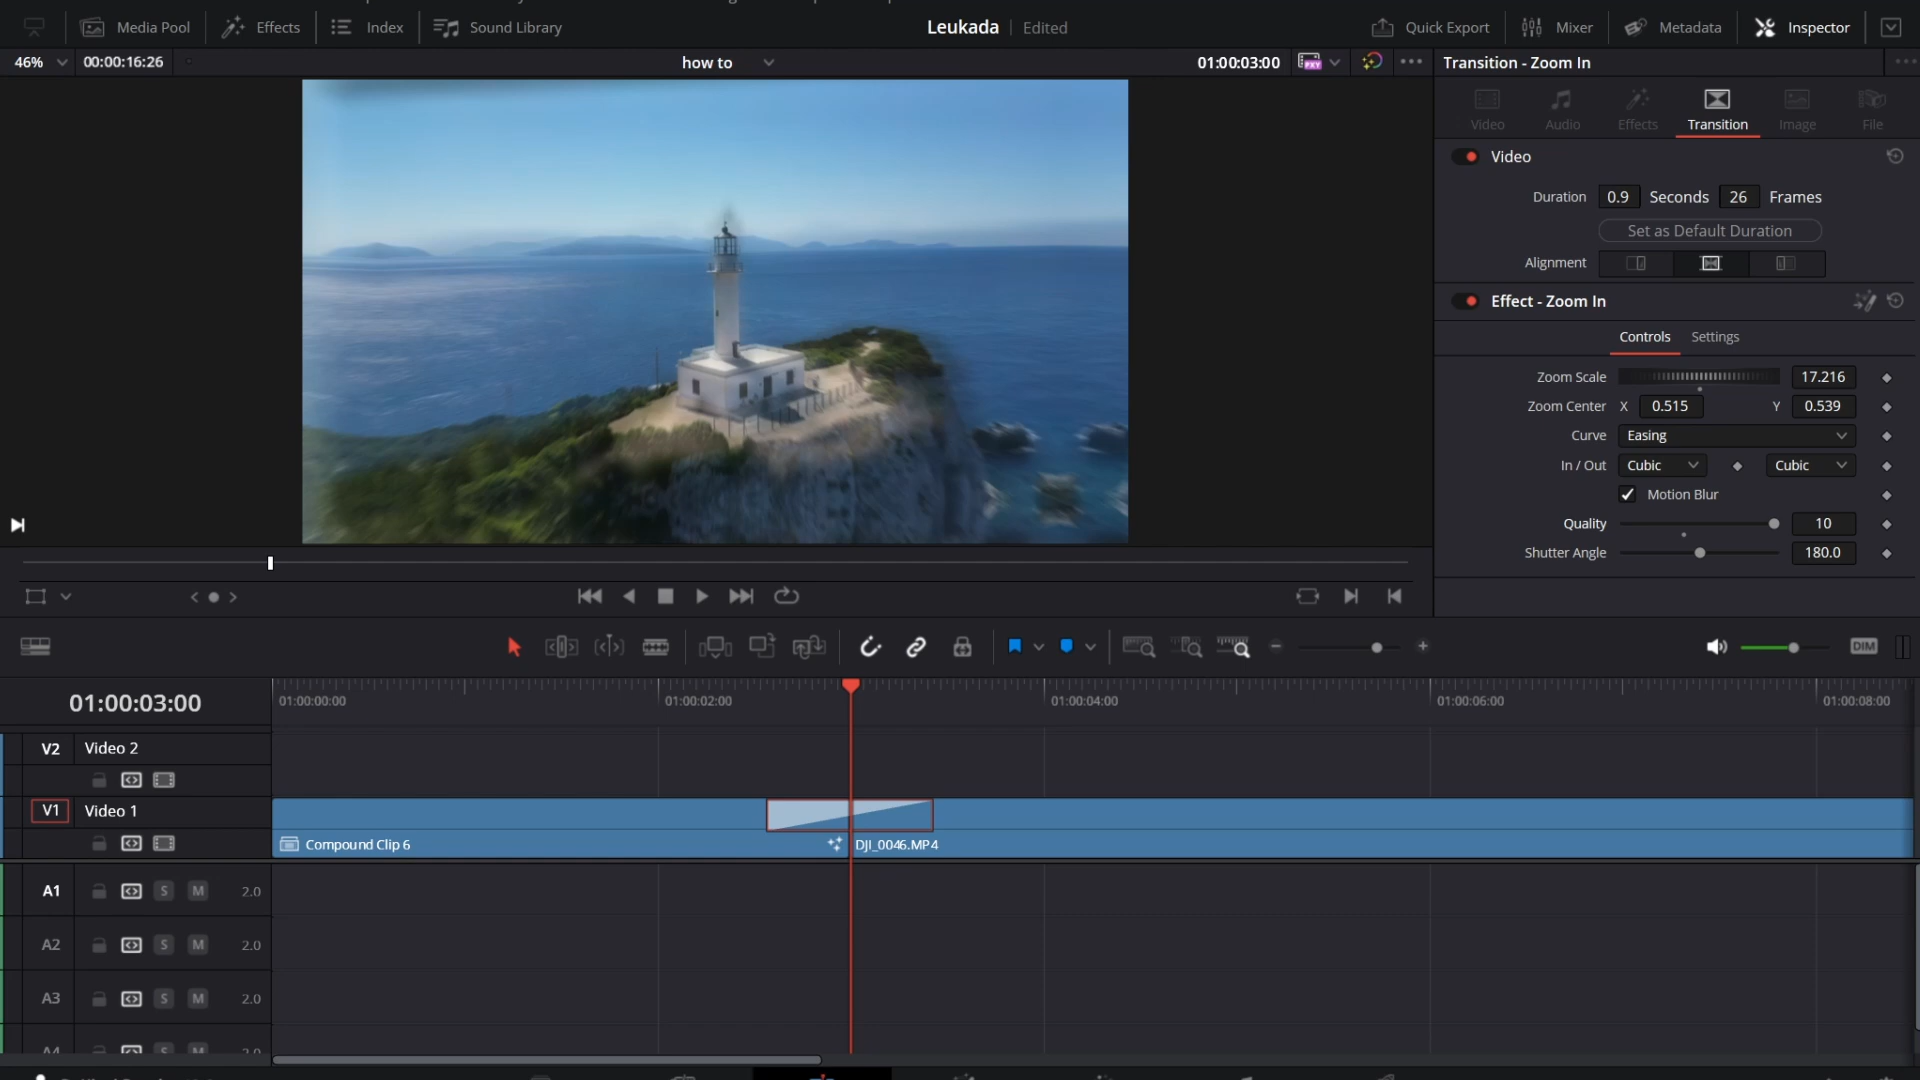 Media Pool
Effects
Index
Sound Library
Leukada
Edited
Quick Export
Mixer
Metadata
Inspector
46%
00:00:16:26
how to
01:00:03:00
PXY
Transition - Zoom In
Video
Audio
Effects
Transition
Image
File
Video
Duration 0.9 Seconds 26 Frames
Set as Default Duration
Alignment
Effect - Zoom In
Controls
Settings
Zoom Scale 17.216
Zoom Center X 0.515 Y 0.539
Curve Easing
In / Out Cubic Cubic
Motion Blur
Quality 10
Shutter Angle 180.0
DIM
01:00:03:00
01:00:00:00
01:00:02:00
01:00:04:00
01:00:06:00
01:00:08:00
V2 Video 2
V1 Video 1
Compound Clip 6
DJI_0046.MP4
A1 S M 2.0
A2 S M 2.0
A3 S M 2.0
A4 S M 2.0